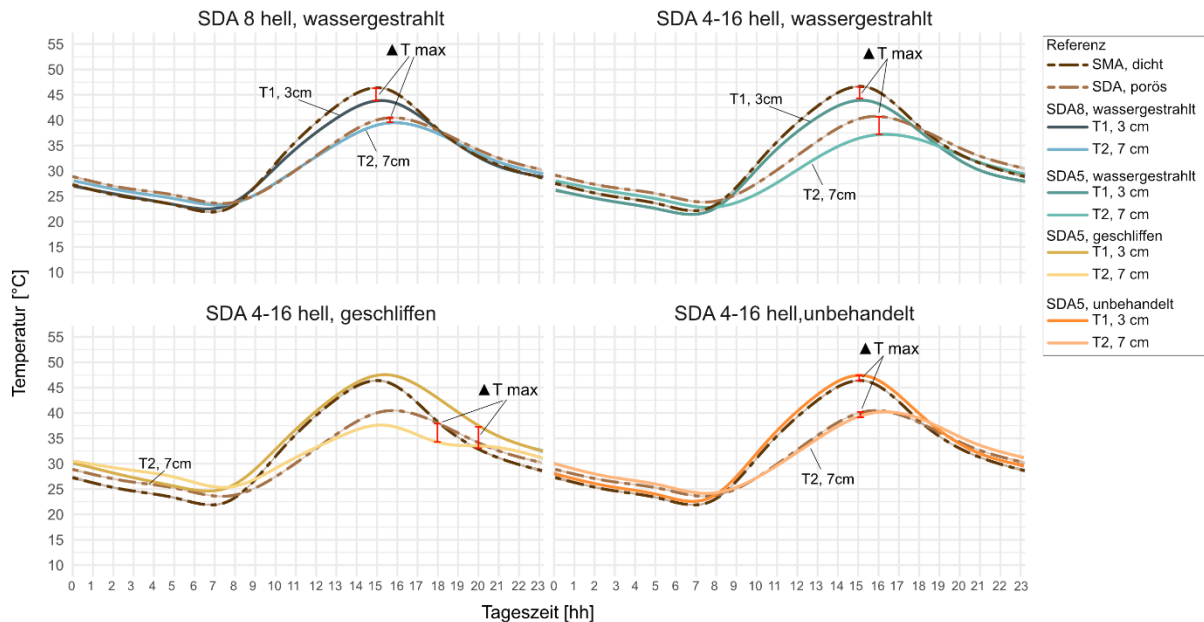 SDA 8 hell, wassergestrahlt
▲ T max
T1, 3cm
T2, 7cm
55
50
45
40
35
30
25
20
15
10
SDA 4-16 hell, wassergestrahlt
▲ T max
T1, 3cm
T2, 7cm
Referenz
SMA, dicht
SDA, porös
SDA8, wassergestrahlt
T1, 3 cm
T2, 7 cm
SDA5, wassergestrahlt
T1, 3 cm
T2, 7 cm
SDA5, geschliffen
T1, 3 cm
T2, 7 cm
SDA5, unbehandelt
T1, 3 cm
T2, 7 cm
Temperatur [°C]
SDA 4-16 hell, geschliffen
▲ T max
T2, 7cm
55
50
45
40
35
30
25
20
15
10
0 1 2 3 4 5 6 7 8 9 10 11 12 13 14 15 16 17 18 19 20 21 22 23
SDA 4-16 hell,unbehandelt
▲ T max
T2, 7cm
0 1 2 3 4 5 6 7 8 9 10 11 12 13 14 15 16 17 18 19 20 21 22 23
Tageszeit [hh]